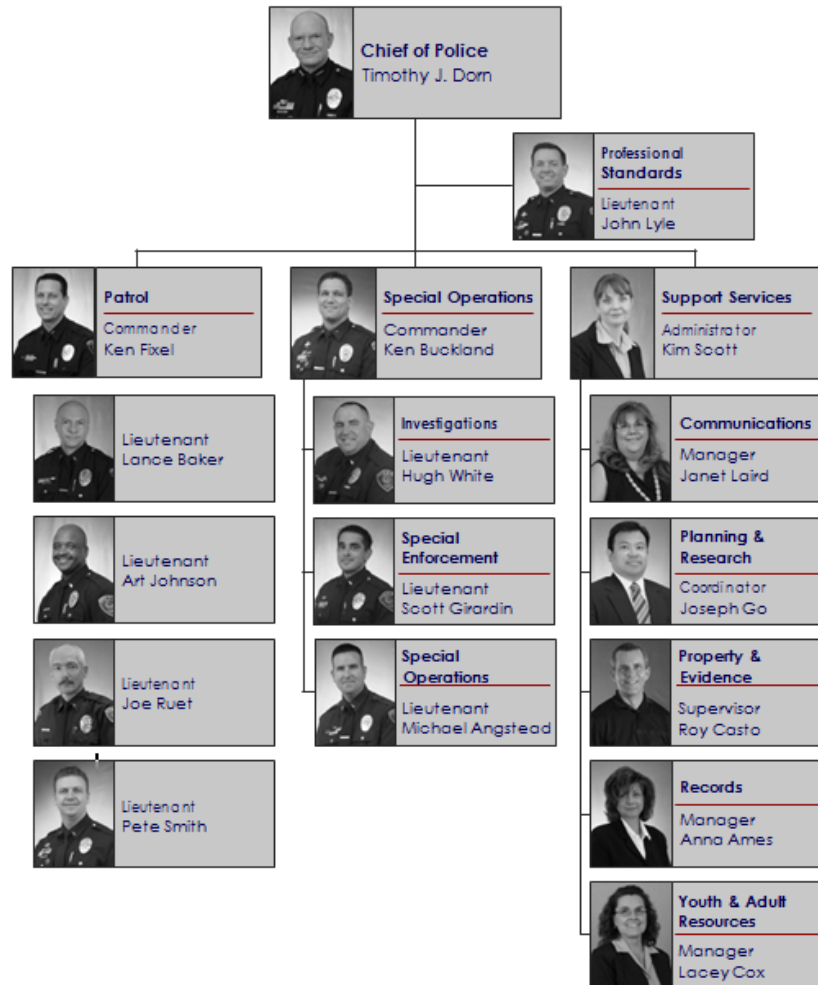 Chief of Police
Timothy J. Dorn
Professional
Standards
Lieutenant
John Lyle
Patrol
Commander
Ken Fixel
Special Operations
Commander
Ken Buckland
Support Services
Administrator
Kim Scott
Lieutenant
Lance Baker
Lieutenant
Art Johnson
Lieutenant
Joe Ruet
Lieutenant
Pete Smith
Investigations
Lieutenant
Hugh White
Special
Enforcement
Lieutenant
Scott Girardin
Special
Operations
Lieutenant
Michael Angstead
Communications
Manager
Janet Laird
Planning &
Research
Coordinator
Joseph Go
Property &
Evidence
Supervisor
Roy Casto
Records
Manager
Anna Ames
Youth & Adult
Resources
Manager
Lacey Cox